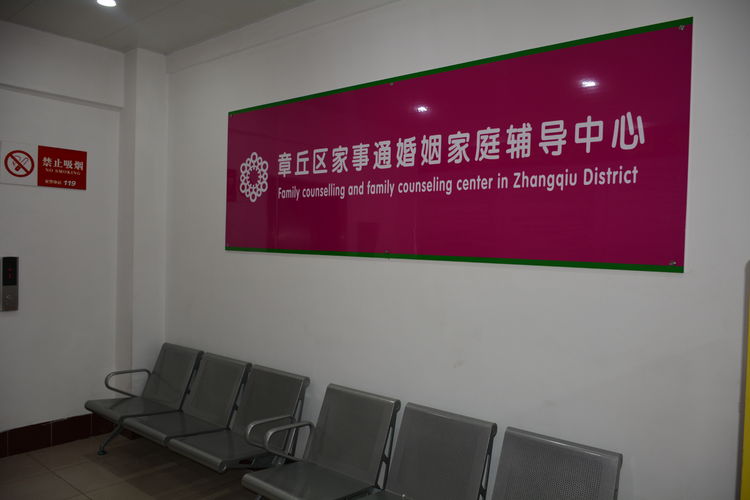 禁止吸烟
NO SMOKING
119
章丘区家事通婚姻家庭辅导中心
Family counselling and family counseling center in Zhangqiu District